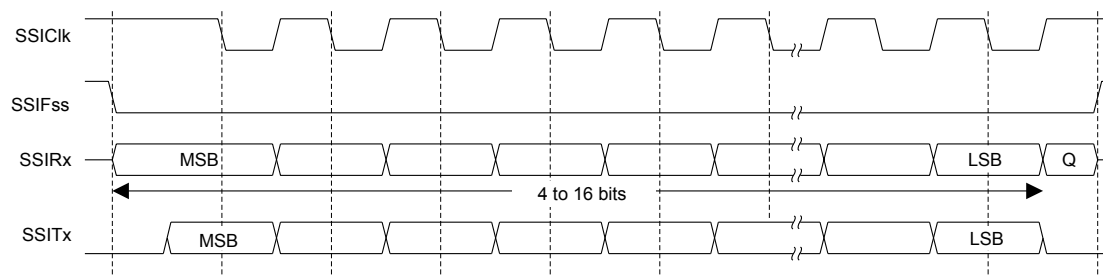 SSIClk
SSIFss
SSIRx MSB LSB Q
4 to 16 bits
SSITx MSB LSB